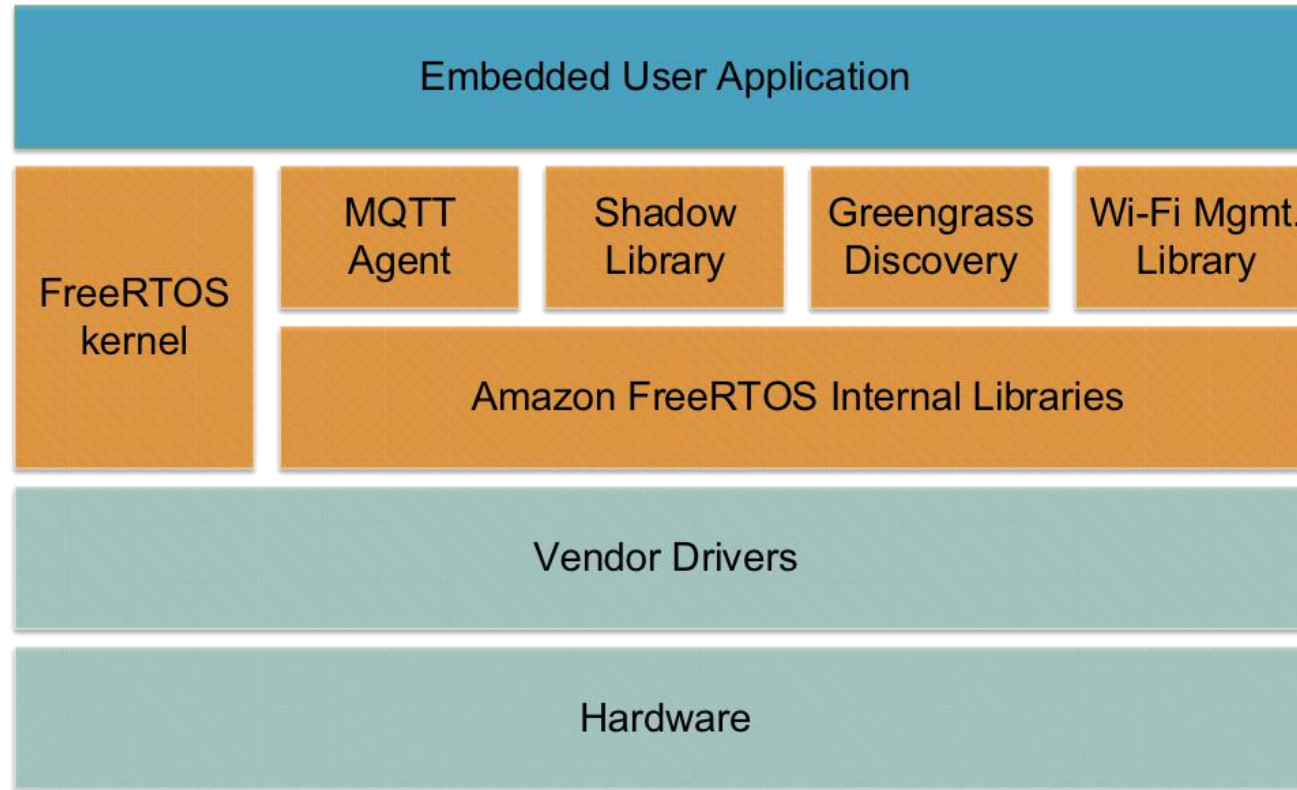 Embedded User Application
FreeRTOS
kernel
MQTT
Agent
Shadow
Library
Greengrass
Discovery
Wi-Fi Mgmt.
Library
Amazon FreeRTOS Internal Libraries
Vendor Drivers
Hardware